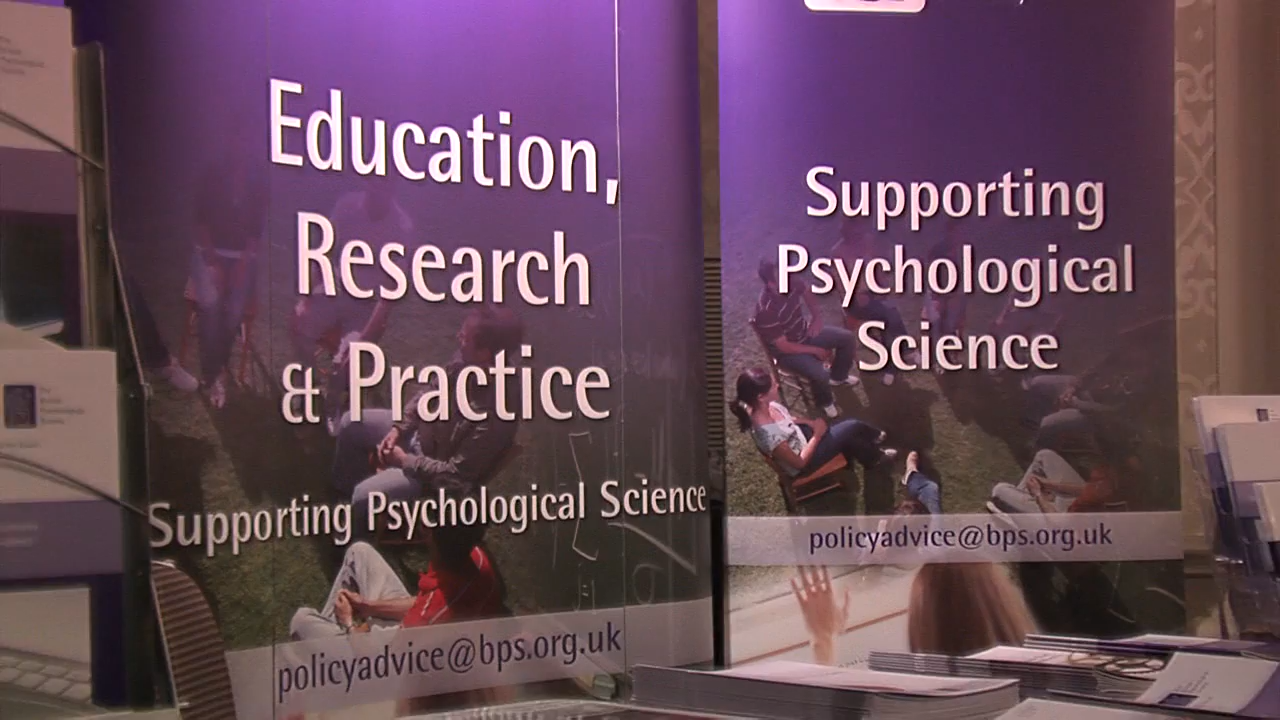 Education,
Research
& Practice
Supporting Psychological Science
policyadvice@bps.org.uk
Supporting
Psychological
Science
policyadvice@bps.org.uk